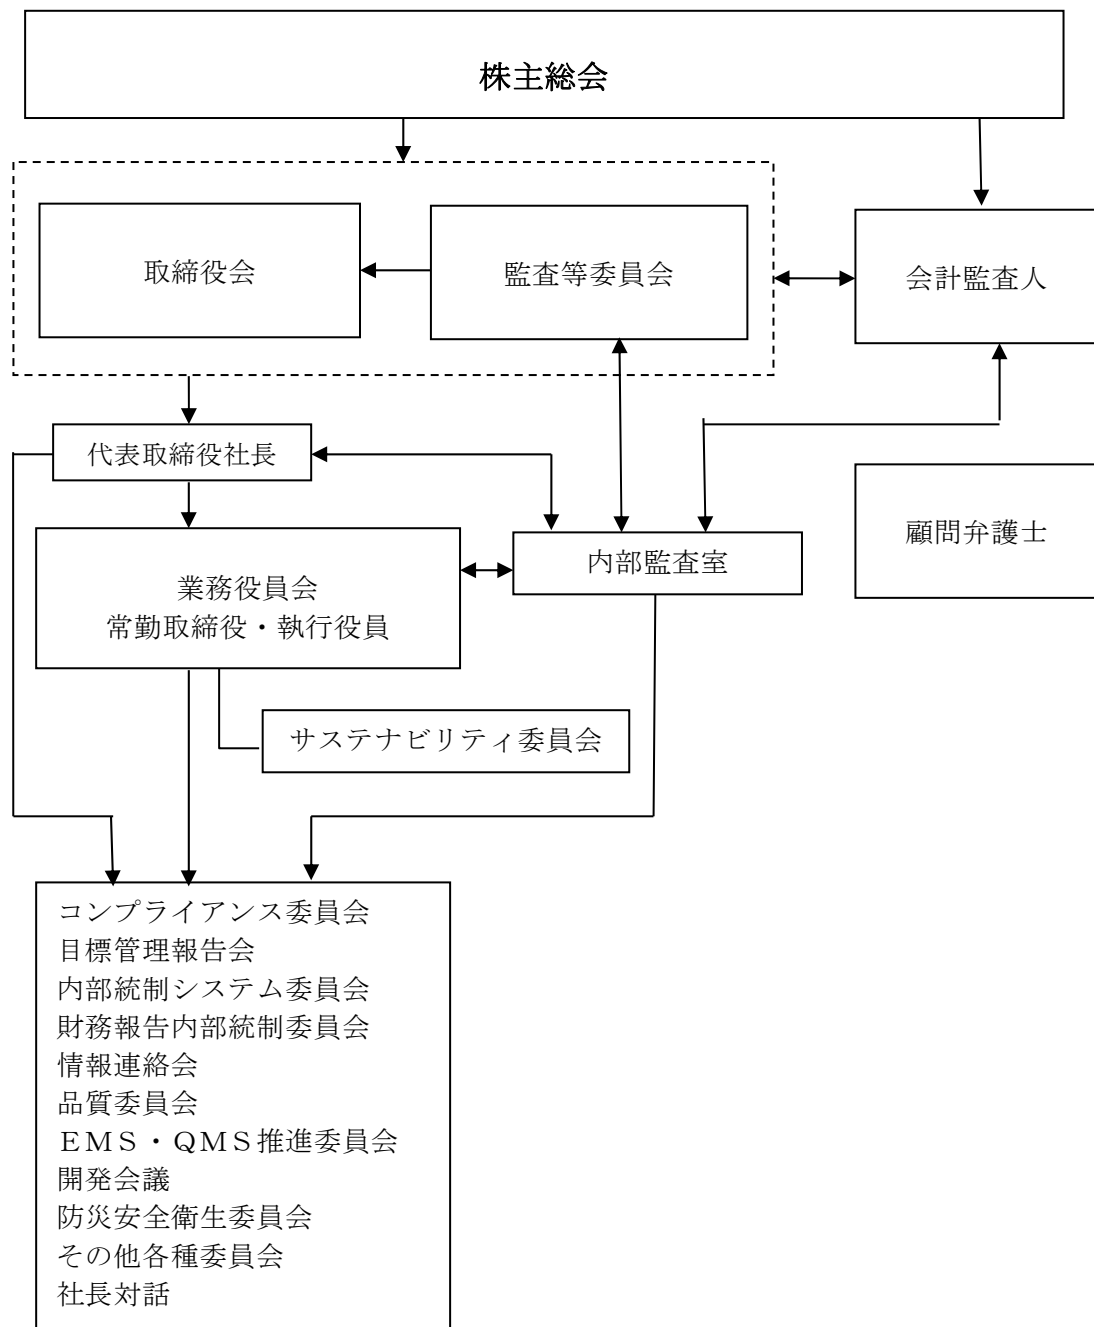 株主総会
取締役会
監査等委員会
会計監査人
代表取締役社長
顧問弁護士
内部監査室
業務役員会
常勤取締役・執行役員
サステナビリティ委員会
コンプライアンス委員会
目標管理報告会
内部統制システム委員会
財務報告内部統制委員会
情報連絡会
品質委員会
ＥＭＳ・ＱＭＳ推進委員会
開発会議
防災安全衛生委員会
その他各種委員会
社長対話